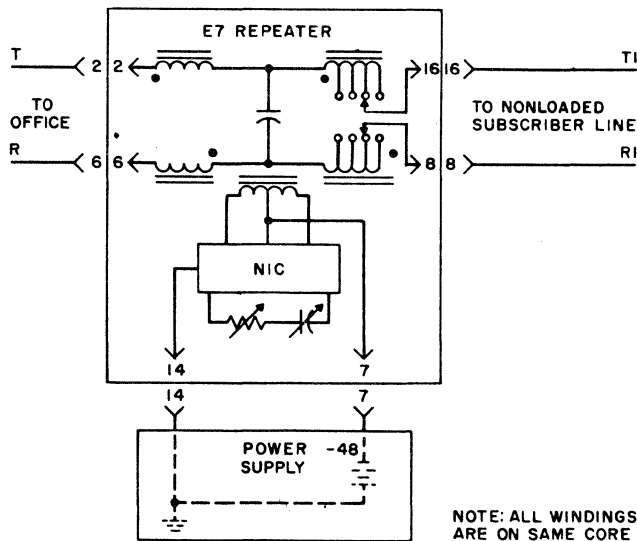 E7 REPEATER
T
2 2
16 16
T1
TO OFFICE
TO NONLOADED
SUBSCRIBER LINE
R
6 6
8 8
R1
NIC
14
7
14
7
POWER
SUPPLY
-48
NOTE: ALL WINDINGS
ARE ON SAME CORE